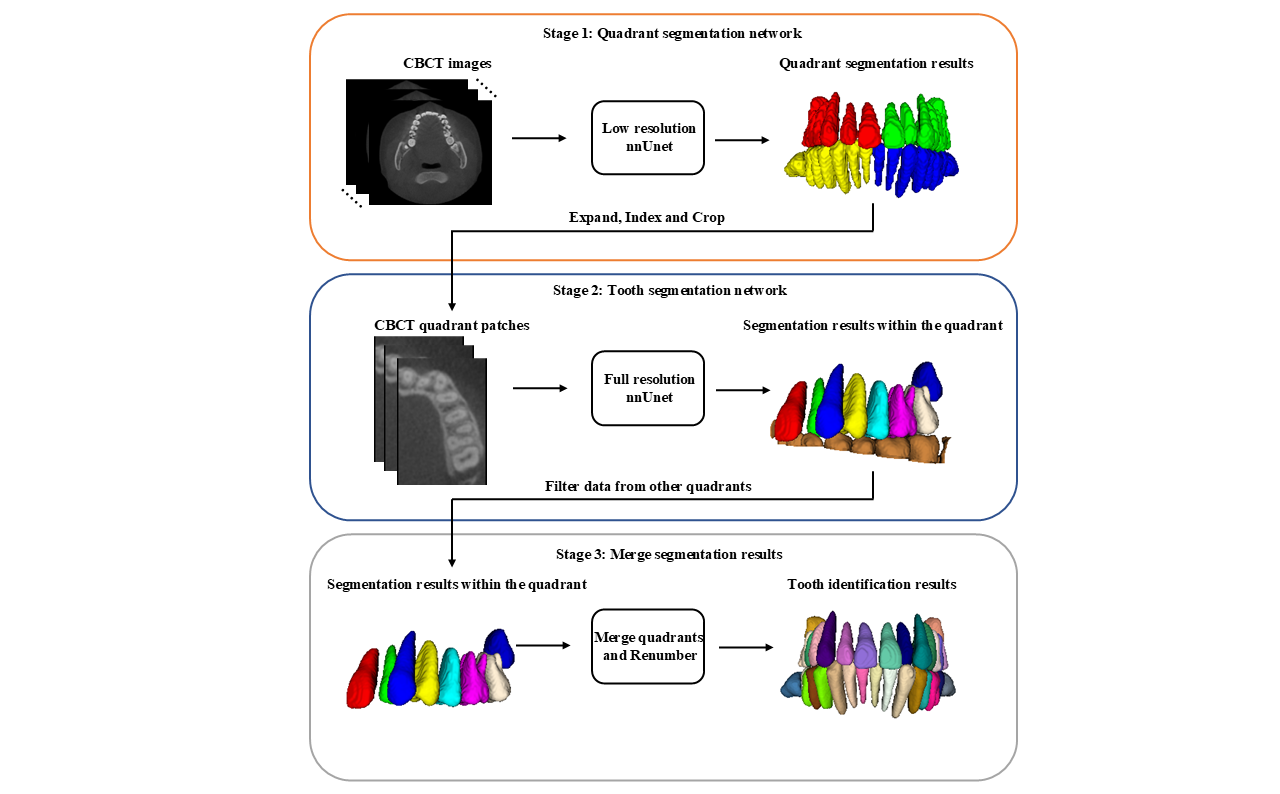 Stage 1: Quadrant segmentation network
CBCT images
Quadrant segmentation results
Low resolution
nnUnet
Expand, Index and Crop
Stage 2: Tooth segmentation network
CBCT quadrant patches
Segmentation results within the quadrant
Full resolution
nnUnet
Filter data from other quadrants
Stage 3: Merge segmentation results
Segmentation results within the quadrant
Tooth identification results
Merge quadrants
and Renumber